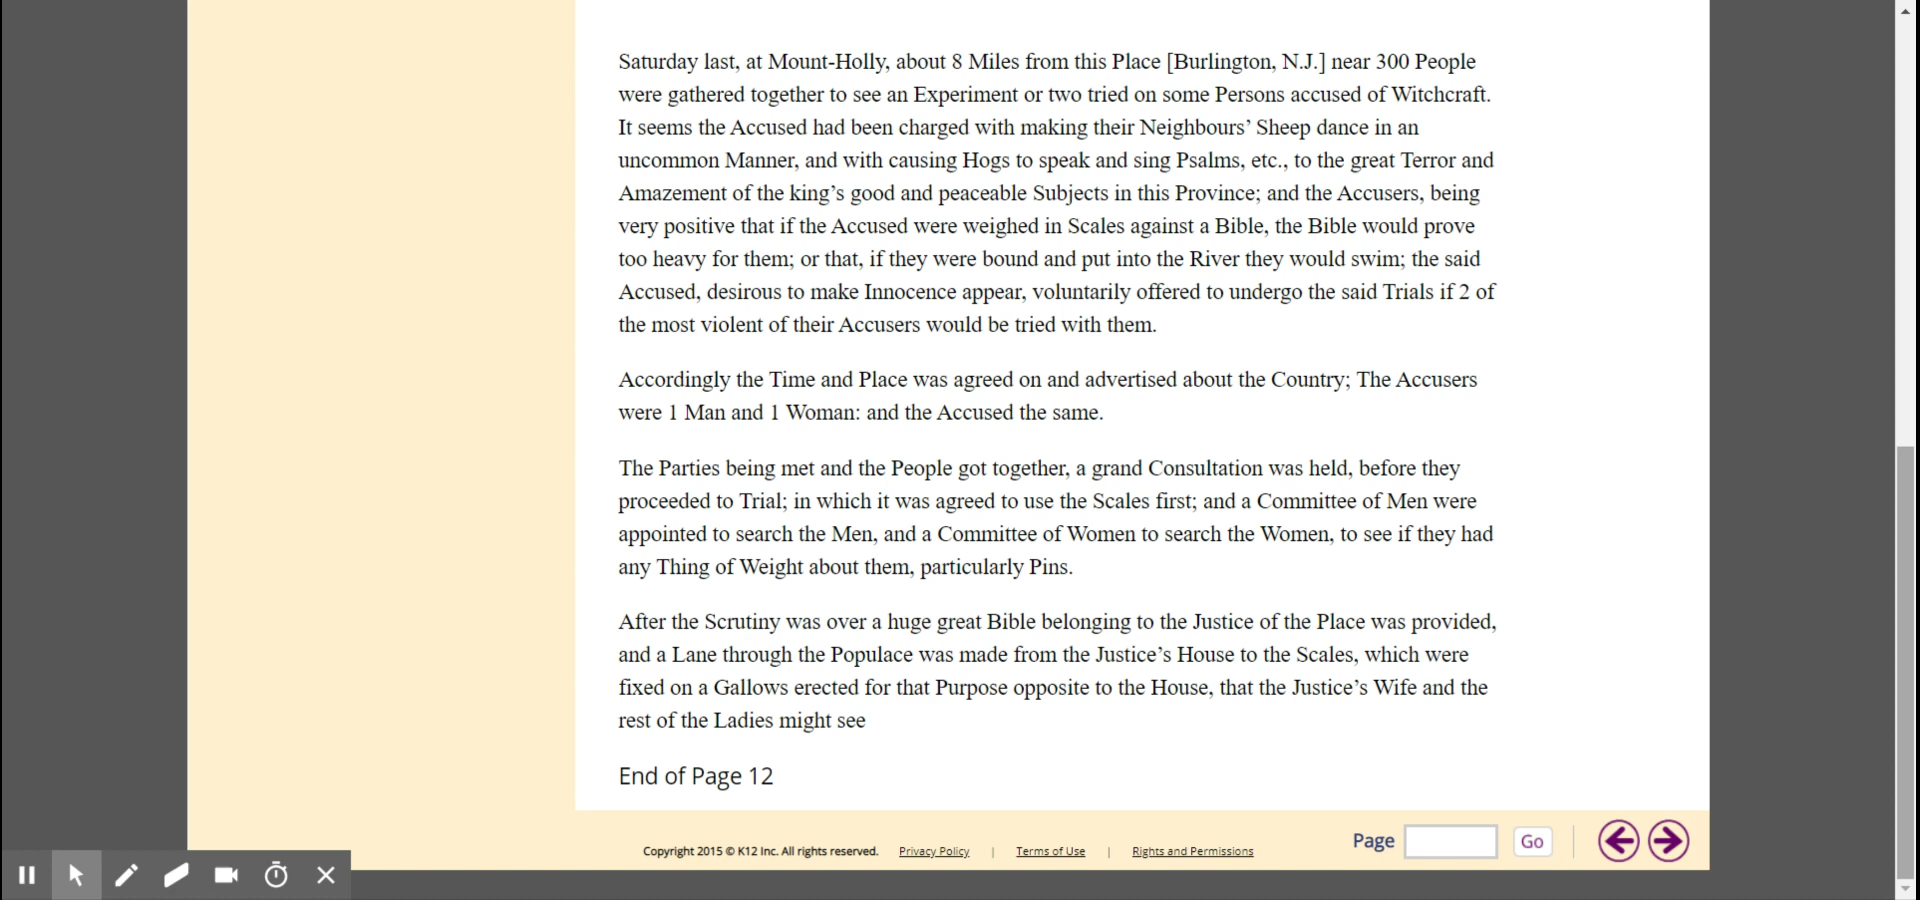 Saturday last, at Mount-Holly, about 8 Miles from this Place [Burlington, N.J.] near 300 People
were gathered together to see an Experiment or two tried on some Persons accused of Witchcraft.
It seems the Accused had been charged with making their Neighbours’ Sheep dance in an
uncommon Manner, and with causing Hogs to speak and sing Psalms, etc., to the great Terror and
Amazement of the king’s good and peaceable Subjects in this Province; and the Accusers, being
very positive that if the Accused were weighed in Scales against a Bible, the Bible would prove
too heavy for them; or that, if they were bound and put into the River they would swim; the said
Accused, desirous to make Innocence appear, voluntarily offered to undergo the said Trials if 2 of
the most violent of their Accusers would be tried with them.
Accordingly the Time and Place was agreed on and advertised about the Country; The Accusers
were 1 Man and 1 Woman: and the Accused the same.
The Parties being met and the People got together, a grand Consultation was held, before they
proceeded to Trial; in which it was agreed to use the Scales first; and a Committee of Men were
appointed to search the Men, and a Committee of Women to search the Women, to see if they had
any Thing of Weight about them, particularly Pins.
After the Scrutiny was over a huge great Bible belonging to the Justice of the Place was provided,
and a Lane through the Populace was made from the Justice’s House to the Scales, which were
fixed on a Gallows erected for that Purpose opposite to the House, that the Justice’s Wife and the
rest of the Ladies might see
End of Page 12
Page Go
Copyright 2015 © K12 Inc. All rights reserved. Privacy Policy | Terms of Use | Rights and Permissions